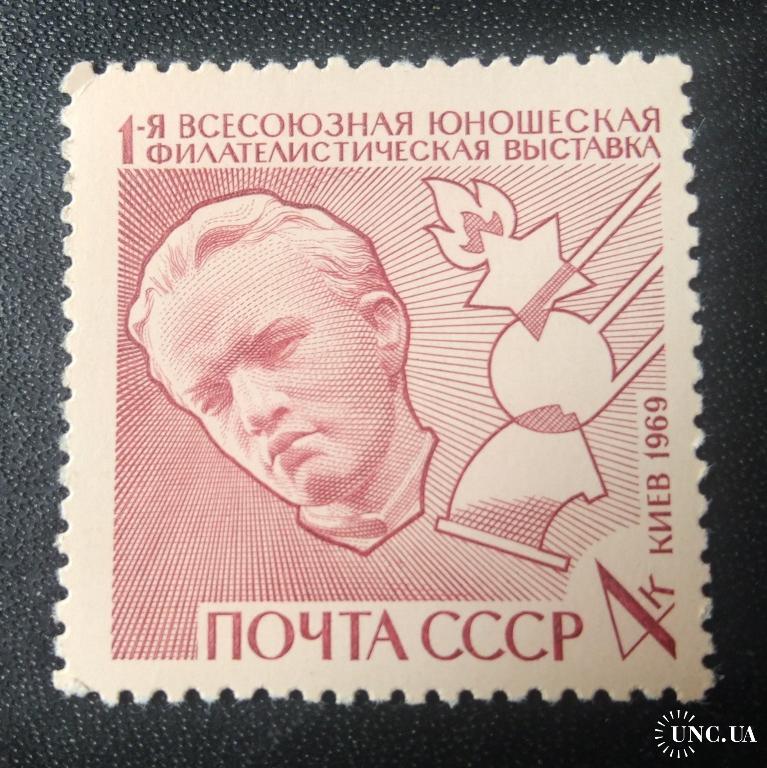 1-Я ВСЕСОЮЗНАЯ ЮНОШЕСКАЯ
ФИЛАТЕЛИСТИЧЕСКАЯ ВЫСТАВКА
КИЕВ 1969
ПОЧТА СССР
4к
UNC.UA